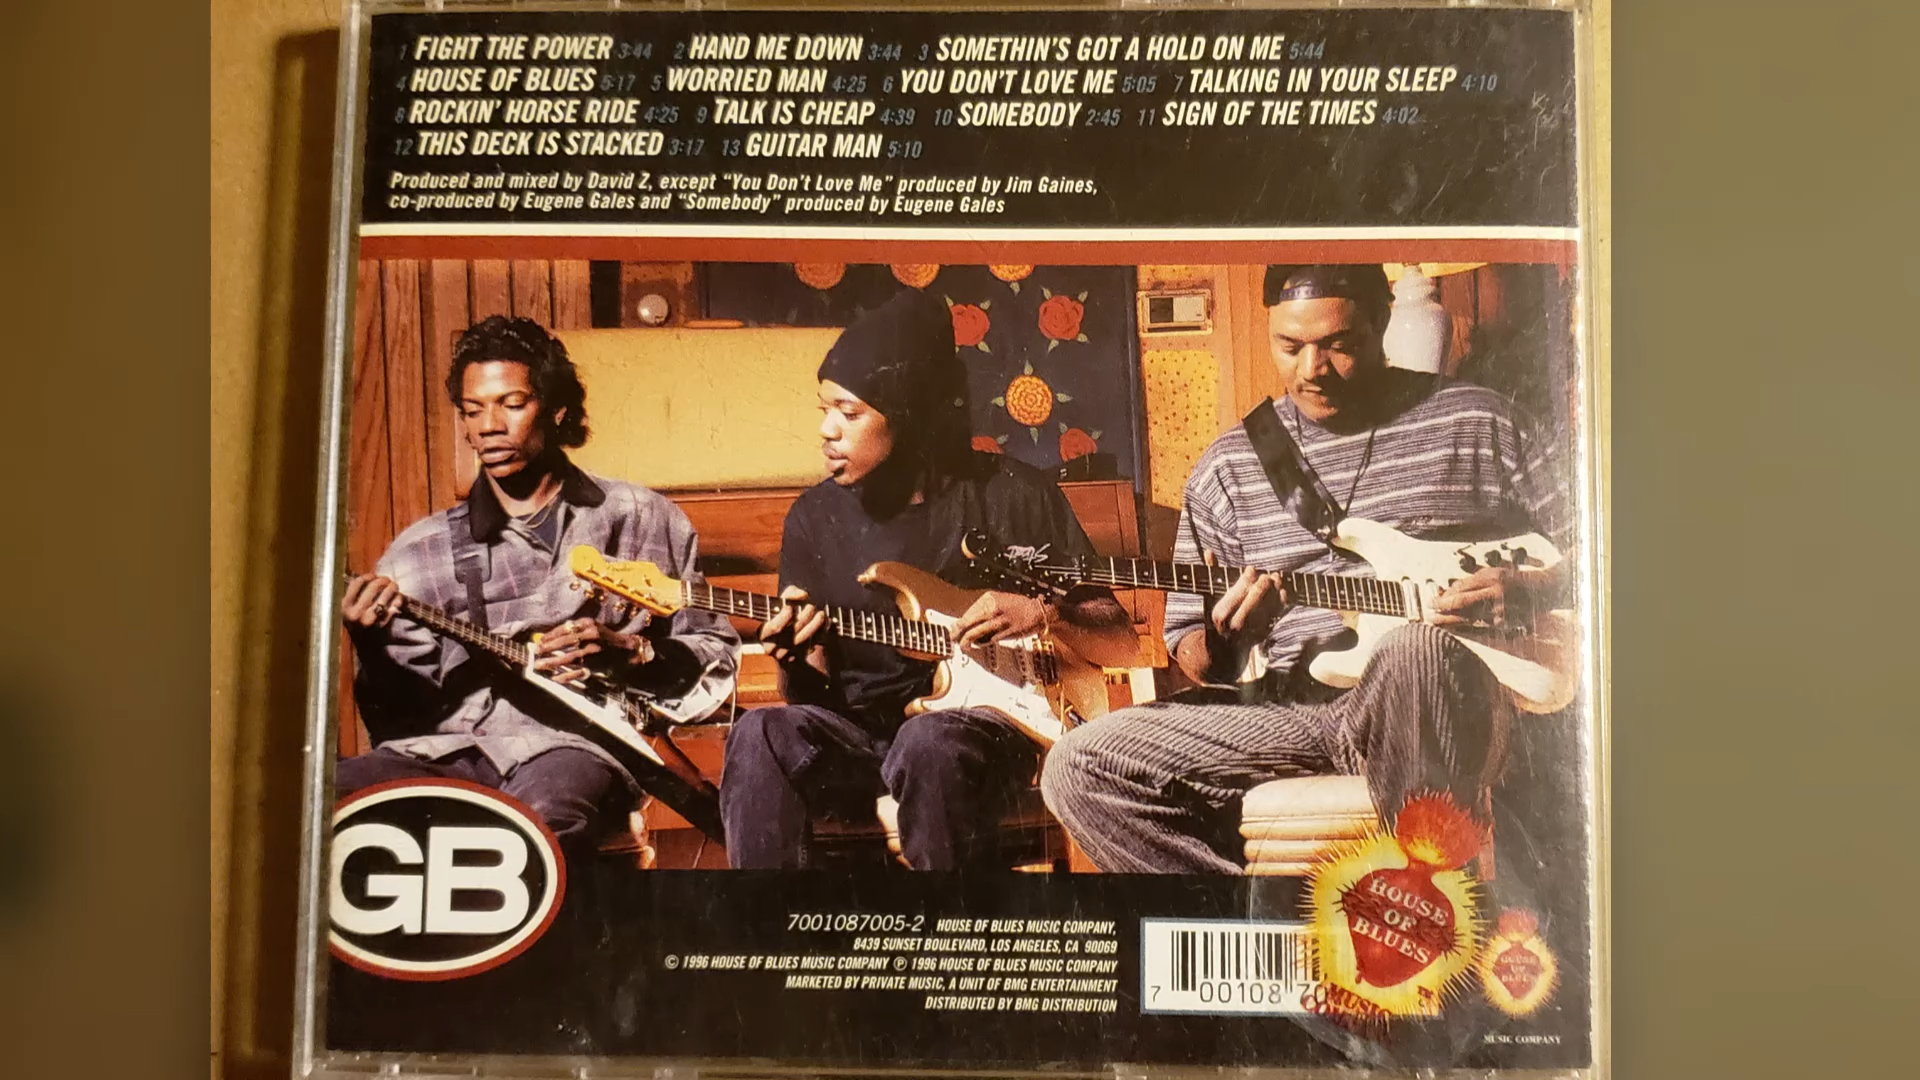 1 FIGHT THE POWER 3:44 2 HAND ME DOWN 3:44 3 SOMETHIN'S GOT A HOLD ON ME 5:44
4 HOUSE OF BLUES 5:17 5 WORRIED MAN 4:25 6 YOU DON'T LOVE ME 5:05 7 TALKING IN YOUR SLEEP 4:10
8 ROCKIN' HORSE RIDE 4:25 9 TALK IS CHEAP 4:39 10 SOMEBODY 2:45 11 SIGN OF THE TIMES 4:02
12 THIS DECK IS STACKED 3:17 13 GUITAR MAN 5:10
Produced and mixed by David Z, except "You Don't Love Me" produced by Jim Gaines,
co-produced by Eugene Gales and "Somebody" produced by Eugene Gales
GB
7001087005-2 HOUSE OF BLUES MUSIC COMPANY,
8439 SUNSET BOULEVARD, LOS ANGELES, CA 90069
© 1996 HOUSE OF BLUES MUSIC COMPANY ℗ 1996 HOUSE OF BLUES MUSIC COMPANY
MARKETED BY PRIVATE MUSIC, A UNIT OF BMG ENTERTAINMENT
DISTRIBUTED BY BMG DISTRIBUTION
7 00108 70
HOUSE
OF
BLUES
MUSIC
HOUSE
OF
BLUES
MUSIC COMPANY